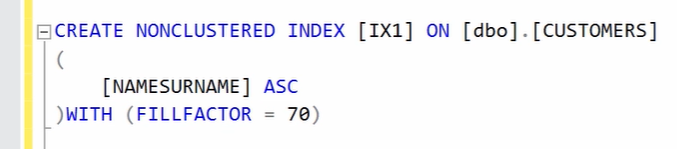 CREATE NONCLUSTERED INDEX [IX1] ON [dbo].[CUSTOMERS]
(
[NAMESURNAME] ASC
)WITH (FILLFACTOR = 70)